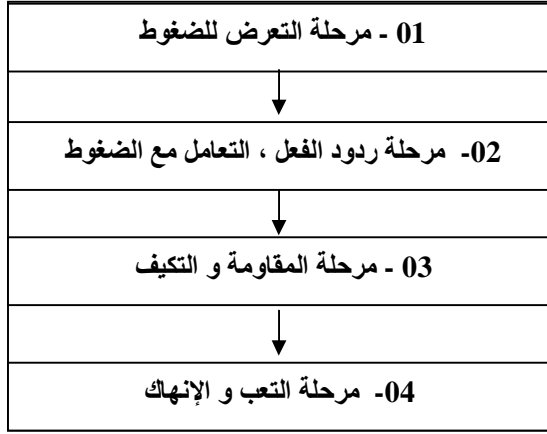 01 - مرحلة التعرض للضغوط
02- مرحلة ردود الفعل ، التعامل مع الضغوط
03 - مرحلة المقاومة و التكيف
04- مرحلة التعب و الإنهاك